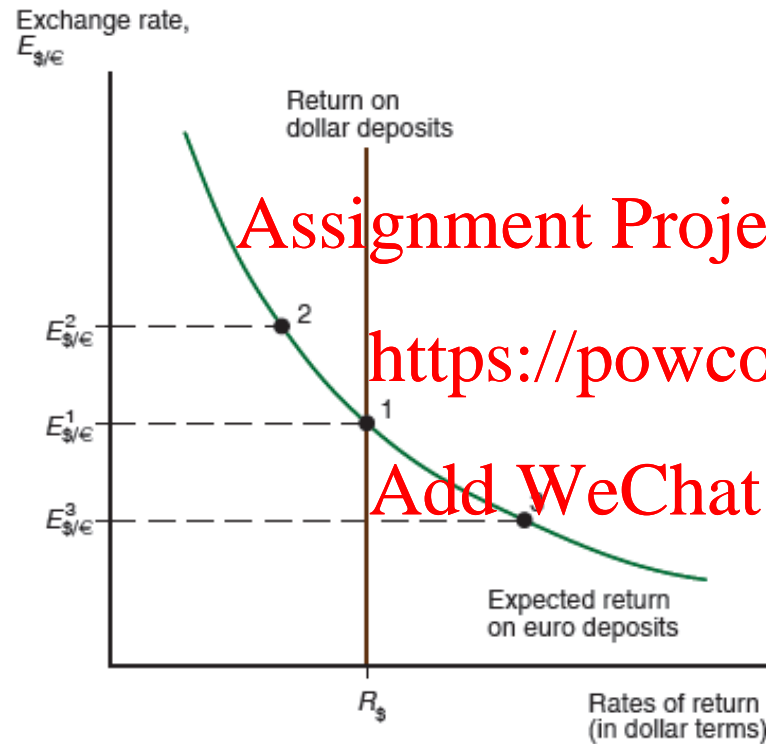 Exchange rate,
E$/€
Return on
dollar deposits
Assignment Proje
2
E²$/€
https://powco
1
E¹$/€
Add WeChat
3
E³$/€
Expected return
on euro deposits
R$
Rates of return
(in dollar terms)